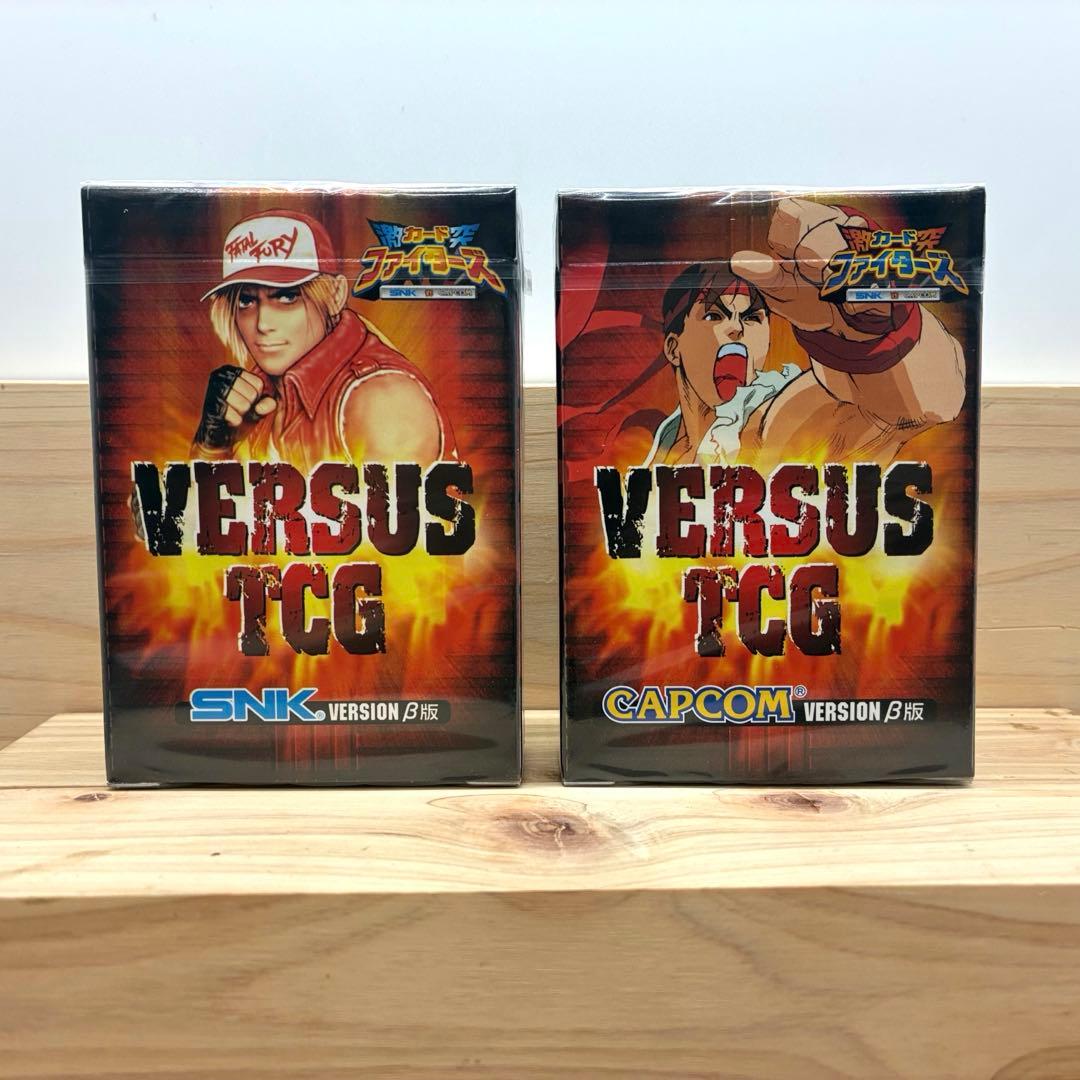 FATAL
FURY
激カード突
ファイターズ
SNK VS CAPCOM
VERSUS
TCG
SNK® VERSION β版
激カード突
ファイターズ
SNK VS CAPCOM
VERSUS
TCG
CAPCOM® VERSION β版